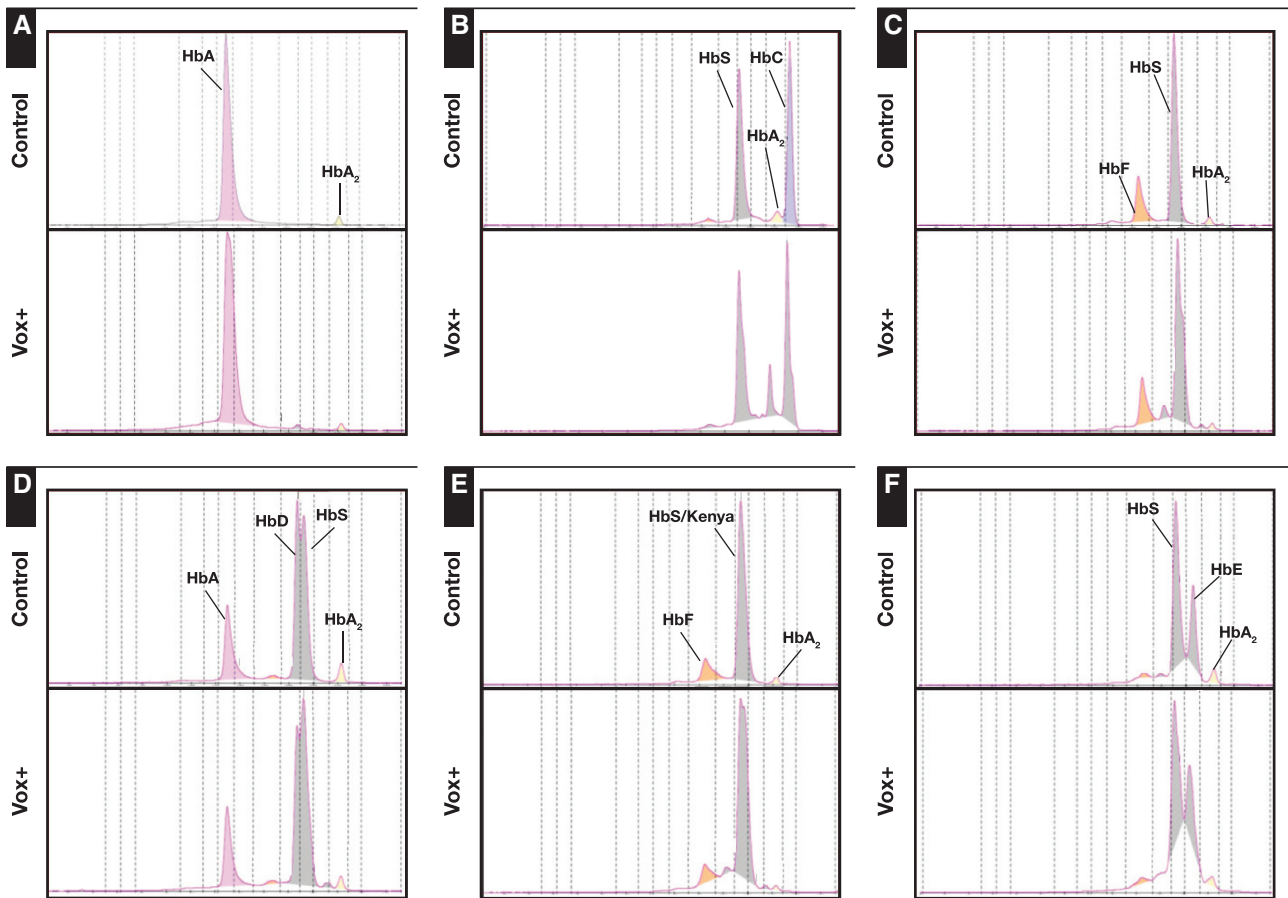 A
Control
HbA
HbA₂
Vox+
B
Control
HbS
HbC
HbA₂
Vox+
C
Control
HbS
HbF
HbA₂
Vox+
D
Control
HbD
HbS
HbA
HbA₂
Vox+
E
Control
HbS/Kenya
HbF
HbA₂
Vox+
F
Control
HbS
HbE
HbA₂
Vox+